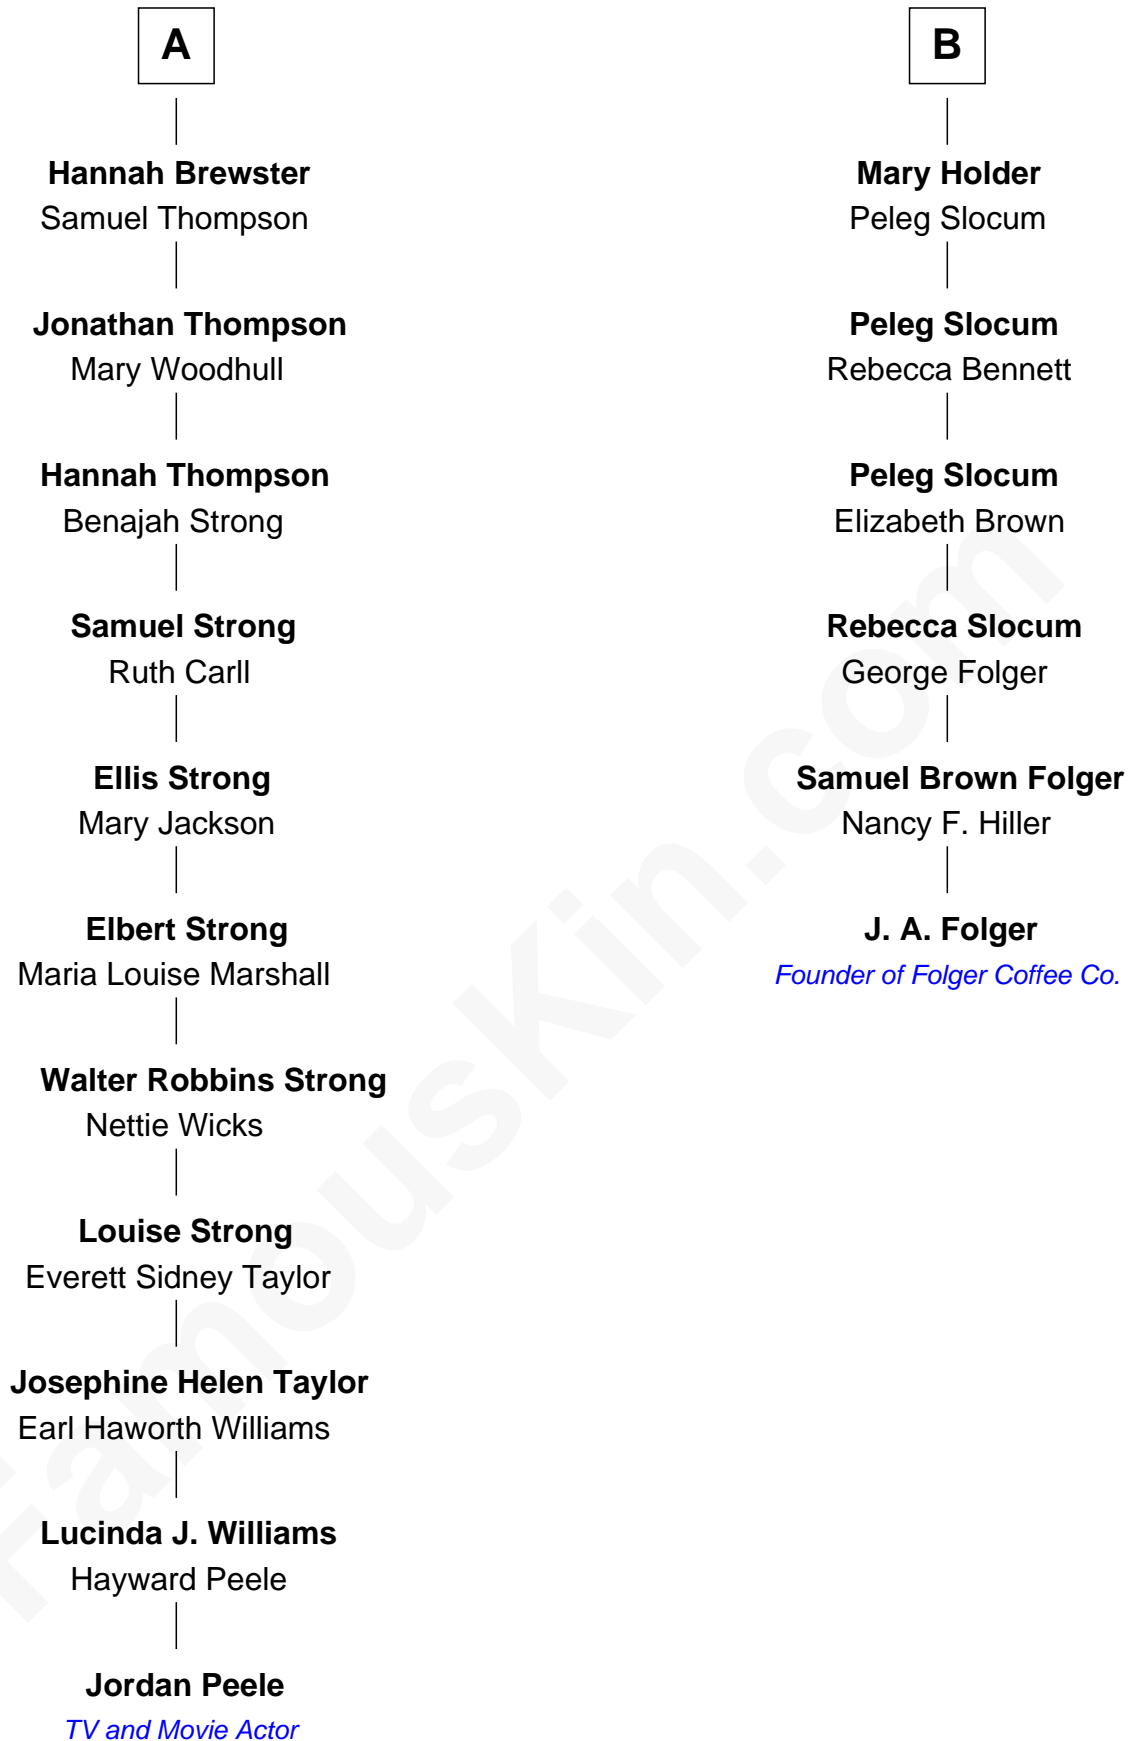 A
Hannah Brewster
Samuel Thompson
Jonathan Thompson
Mary Woodhull
Hannah Thompson
Benajah Strong
Samuel Strong
Ruth Carll
Ellis Strong
Mary Jackson
Elbert Strong
Maria Louise Marshall
Walter Robbins Strong
Nettie Wicks
Louise Strong
Everett Sidney Taylor
Josephine Helen Taylor
Earl Haworth Williams
Lucinda J. Williams
Hayward Peele
Jordan Peele
TV and Movie Actor
B
Mary Holder
Peleg Slocum
Peleg Slocum
Rebecca Bennett
Peleg Slocum
Elizabeth Brown
Rebecca Slocum
George Folger
Samuel Brown Folger
Nancy F. Hiller
J. A. Folger
Founder of Folger Coffee Co.
FamousKin.com